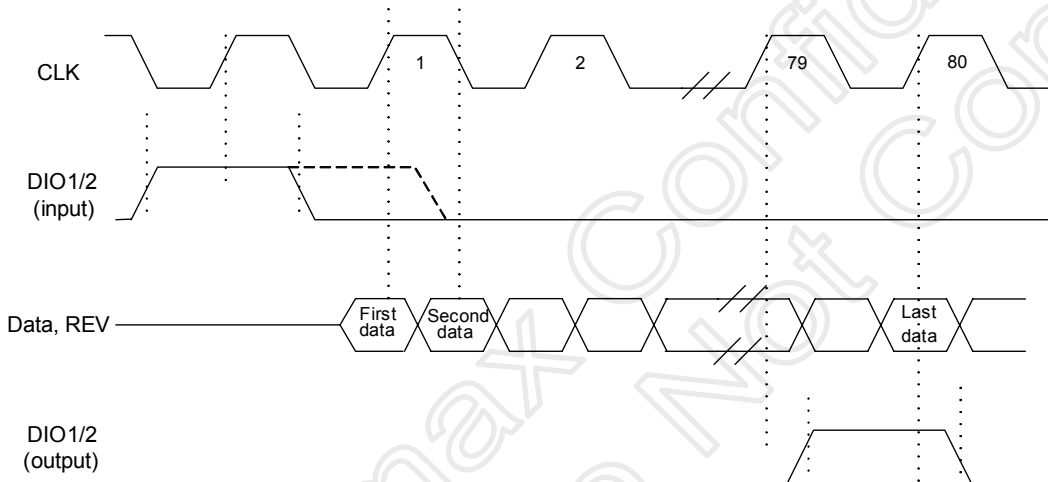 CLK
1
2
79
80
DIO1/2
(input)
Data, REV
First
data
Second
data
Last
data
DIO1/2
(output)